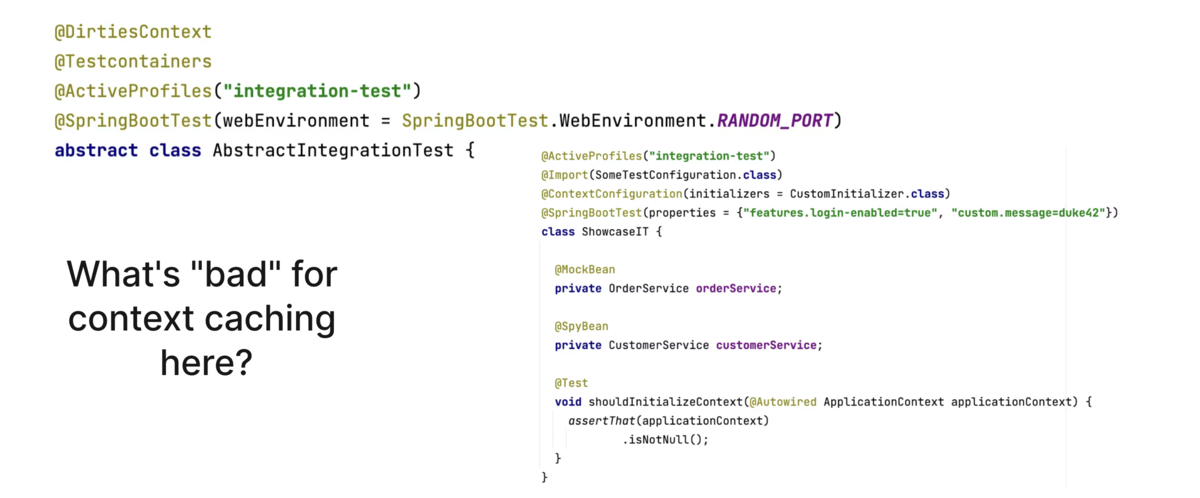 @DirtiesContext
@Testcontainers
@ActiveProfiles("integration-test")
@SpringBootTest(webEnvironment = SpringBootTest.WebEnvironment.RANDOM_PORT)
abstract class AbstractIntegrationTest {
@ActiveProfiles("integration-test")
@Import(SomeTestConfiguration.class)
@ContextConfiguration(initializers = CustomInitializer.class)
@SpringBootTest(properties = {"features.login-enabled=true", "custom.message=duke42"})
class ShowcaseIT {
@MockBean
private OrderService orderService;
@SpyBean
private CustomerService customerService;
@Test
void shouldInitializeContext(@Autowired ApplicationContext applicationContext) {
assertThat(applicationContext)
.isNotNull();
}
}
What's "bad" for
context caching
here?